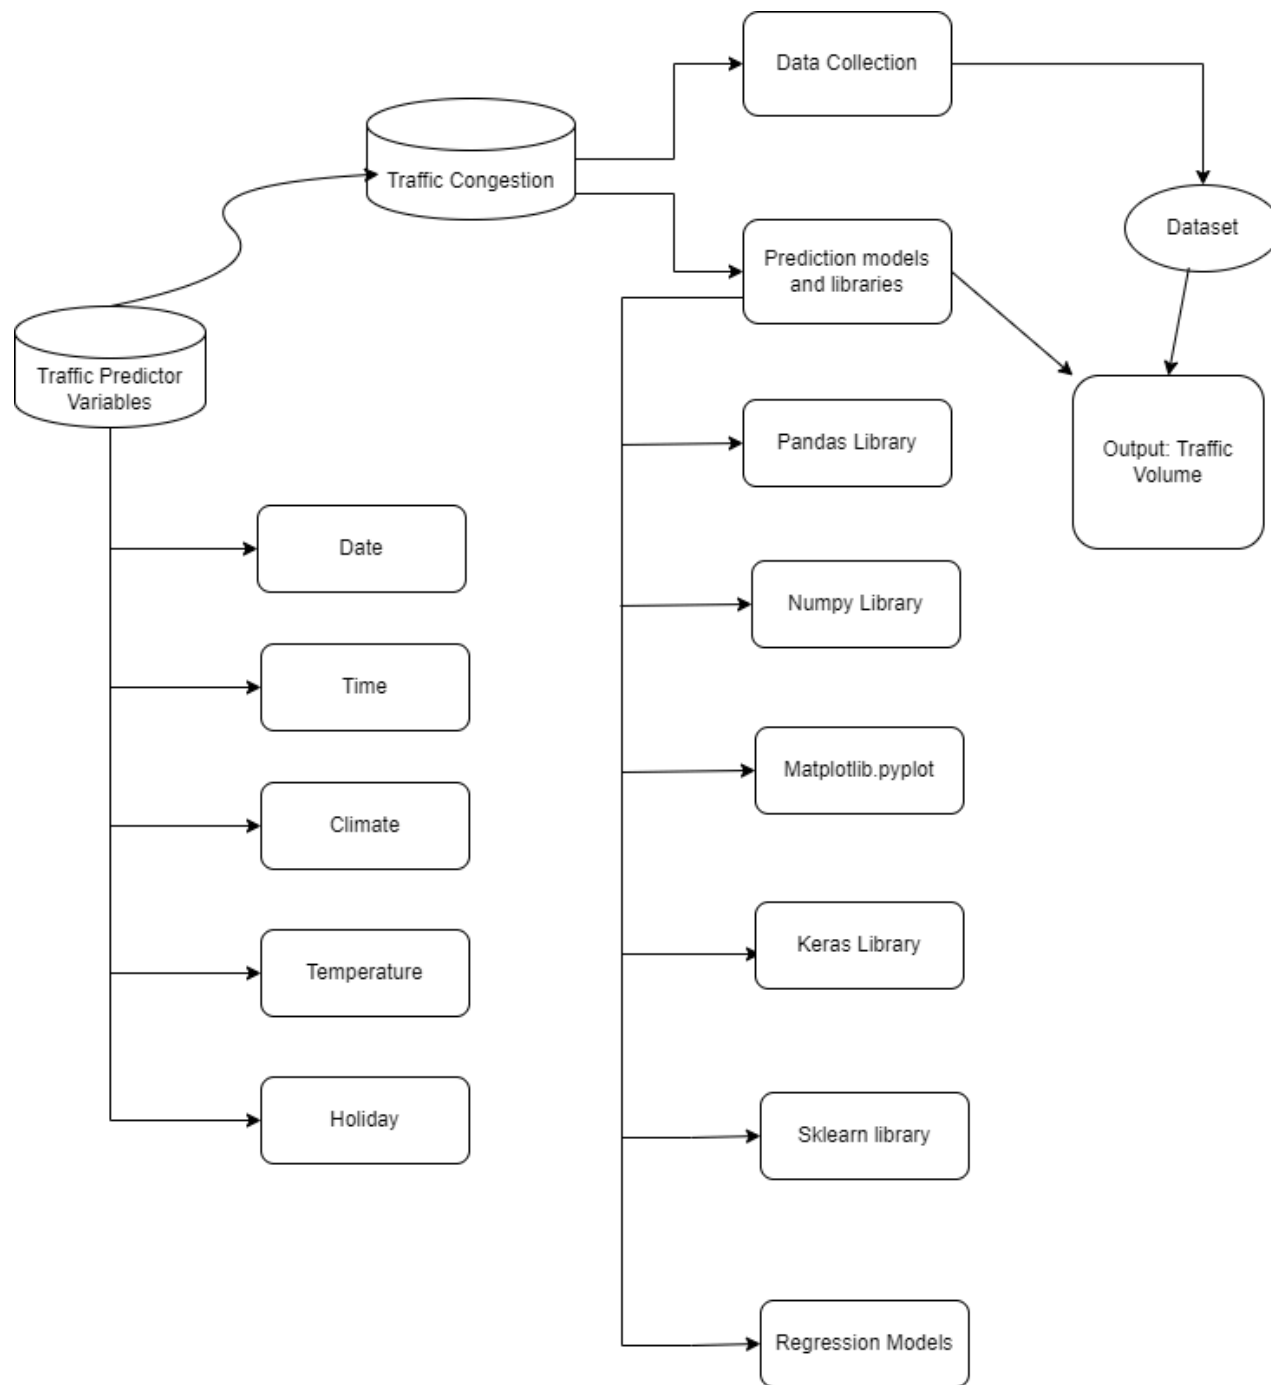 Data Collection
Traffic Congestion
Dataset
Prediction models
and libraries
Traffic Predictor
Variables
Output: Traffic
Volume
Pandas Library
Date
Numpy Library
Time
Matplotlib.pyplot
Climate
Keras Library
Temperature
Holiday
Sklearn library
Regression Models